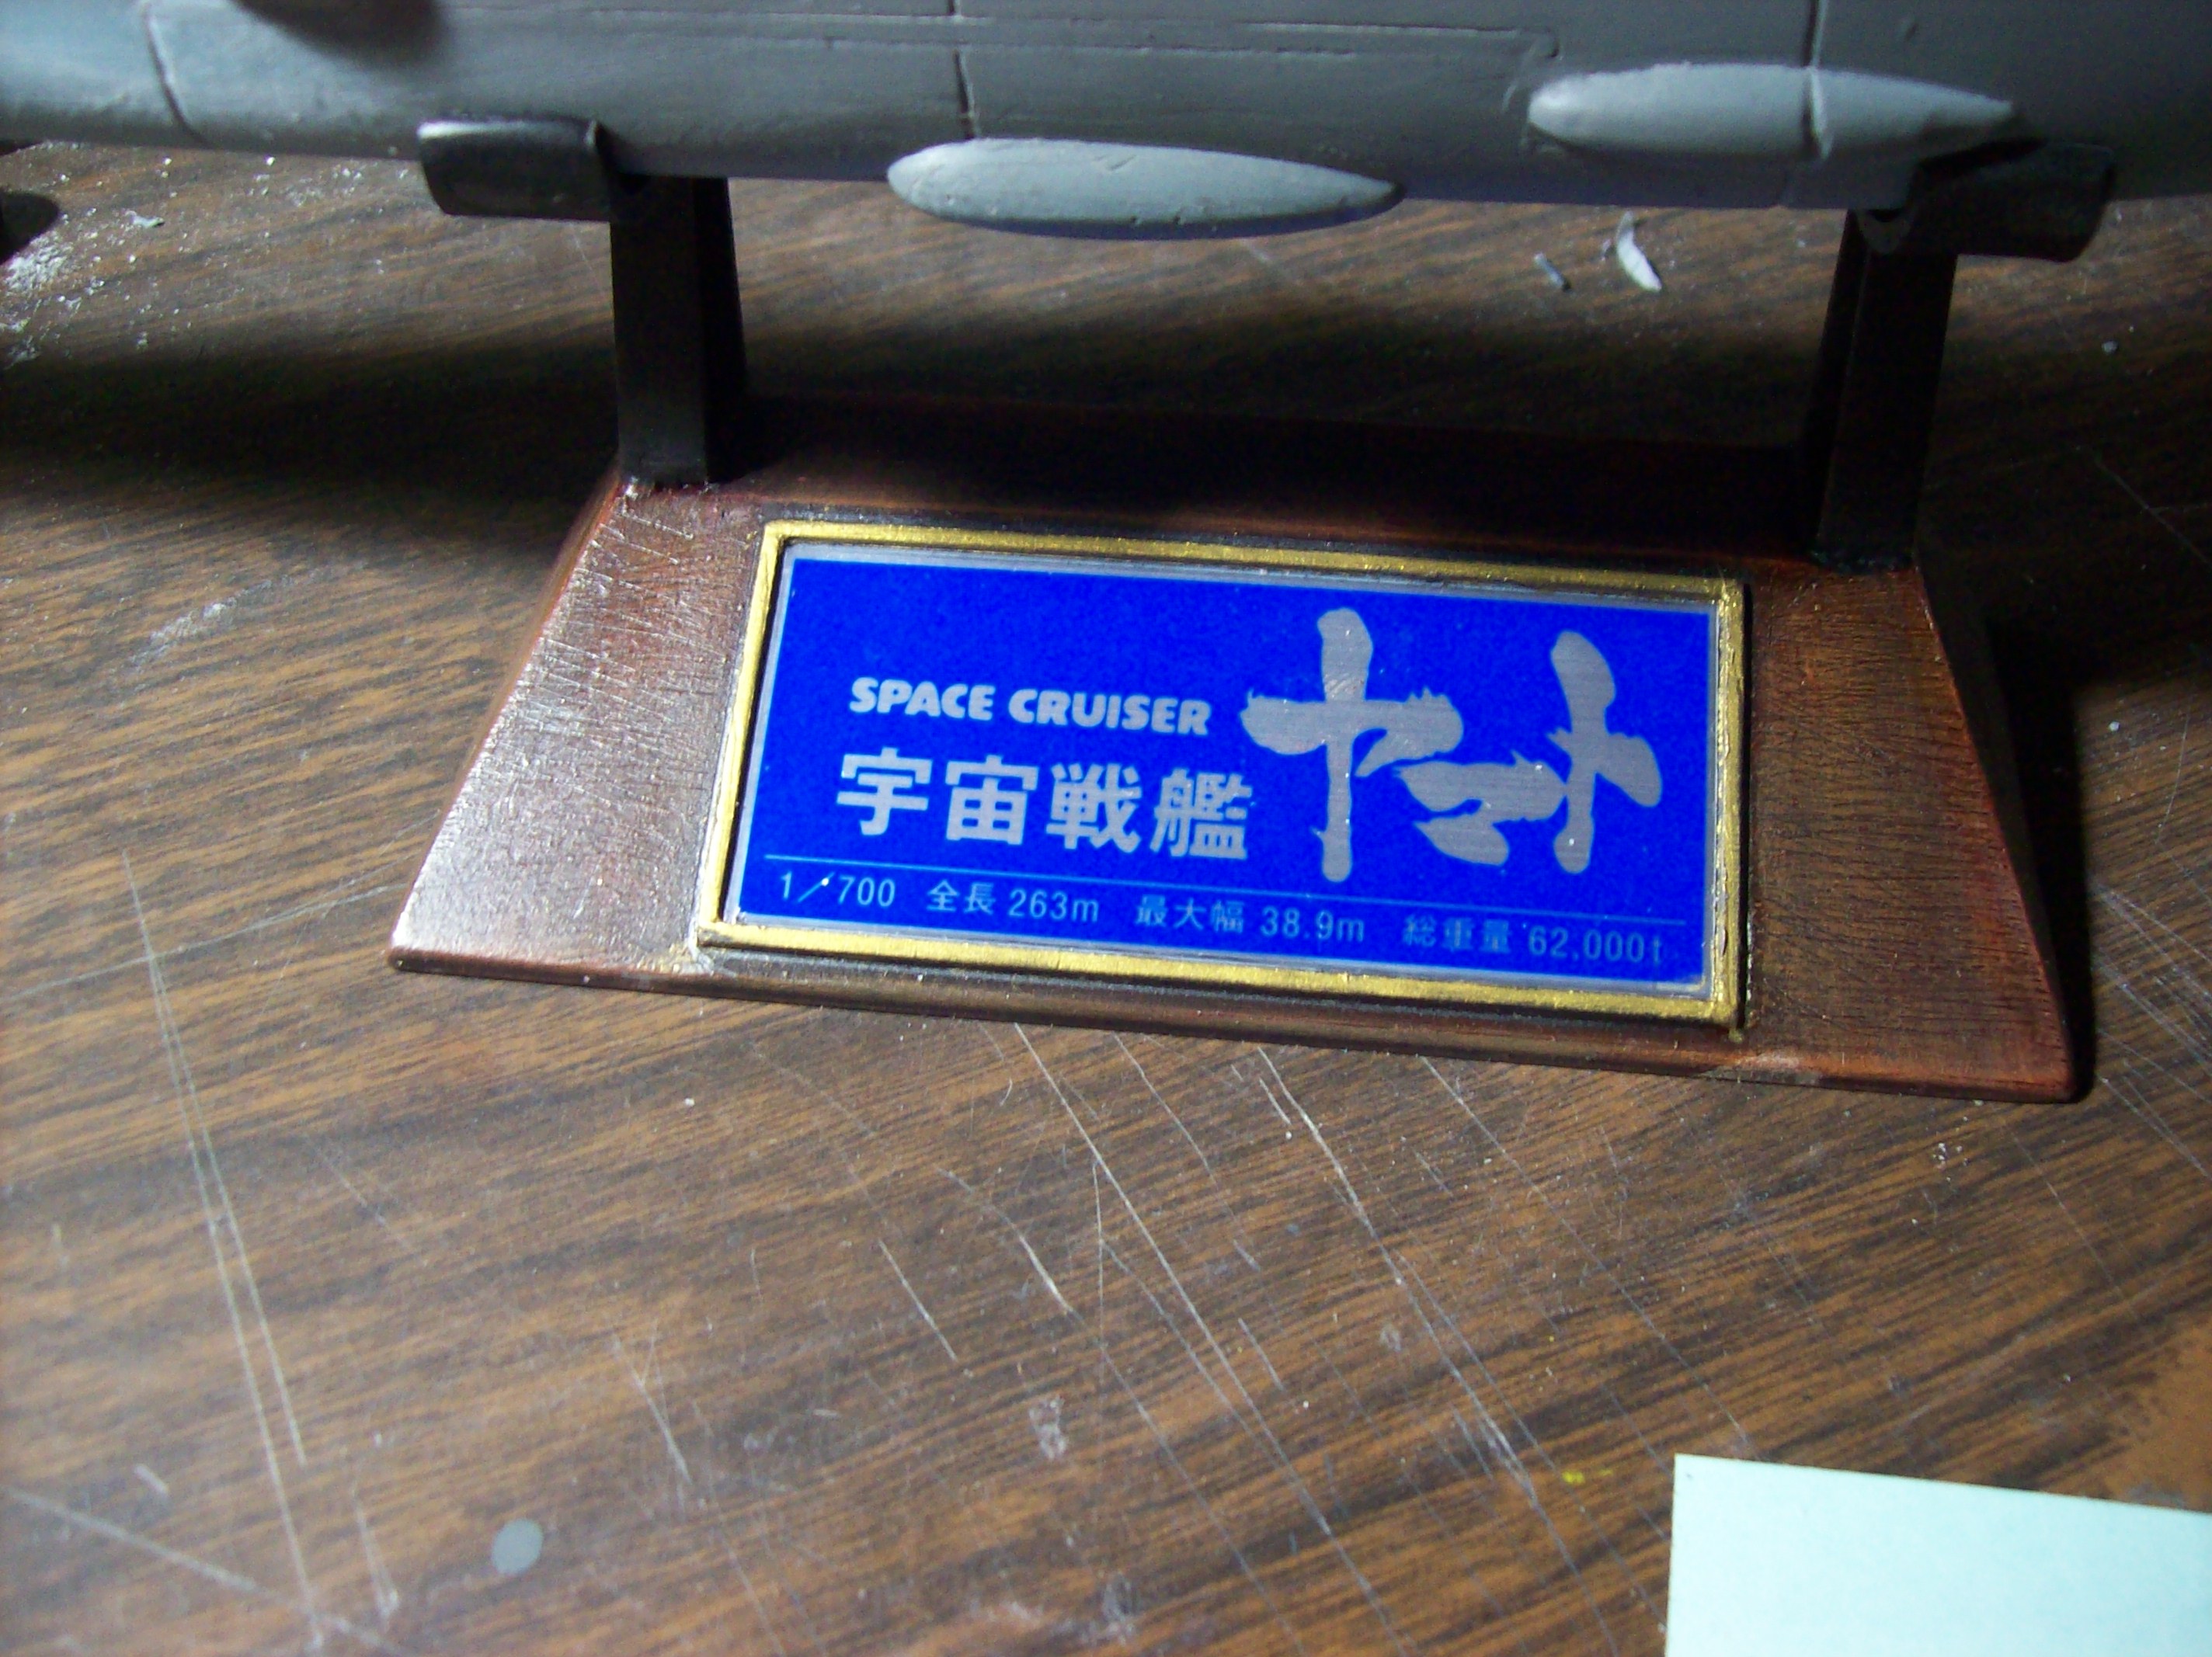 SPACE CRUISER
宇宙戦艦 ヤマト
1/700 全長 263m 最大幅 38.9m 総重量 62,000t